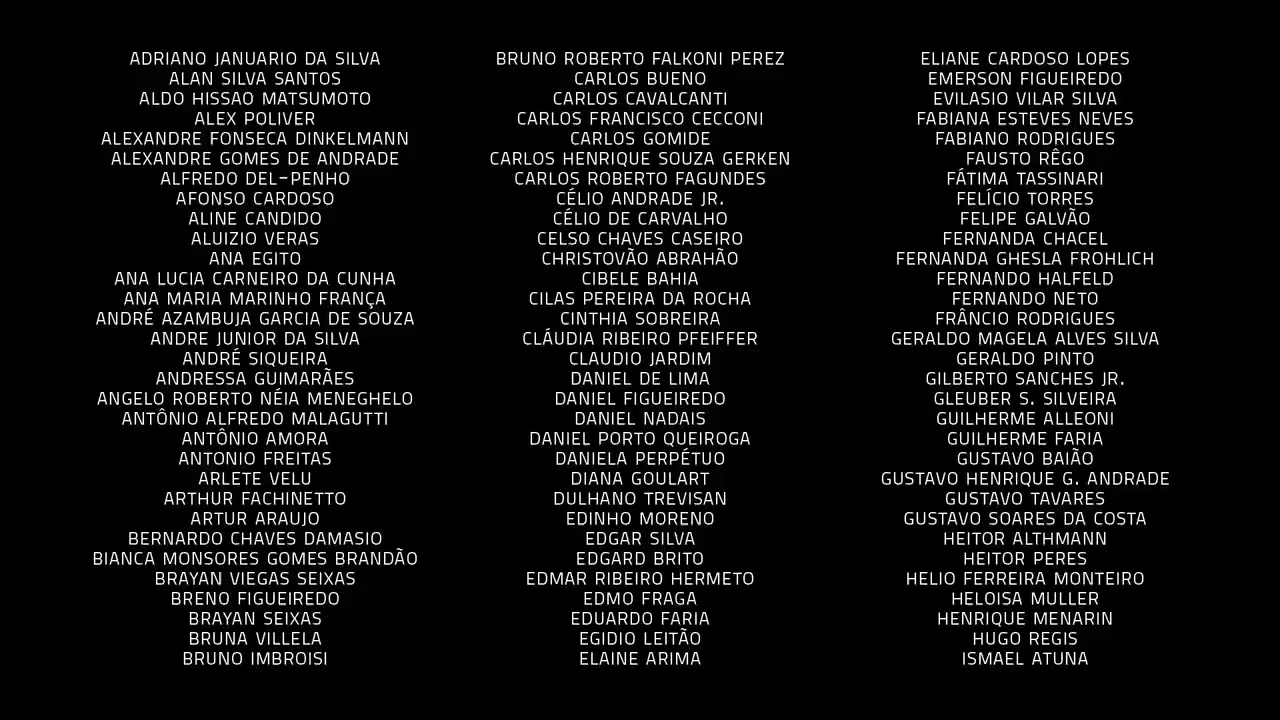 ADRIANO JANUARIO DA SILVA
ALAN SILVA SANTOS
ALDO HISSAO MATSUMOTO
ALEX POLIVER
ALEXANDRE FONSECA DINKELMANN
ALEXANDRE GOMES DE ANDRADE
ALFREDO DEL-PENHO
AFONSO CARDOSO
ALINE CANDIDO
ALUIZIO VERAS
ANA EGITO
ANA LUCIA CARNEIRO DA CUNHA
ANA MARIA MARINHO FRANÇA
ANDRÉ AZAMBUJA GARCIA DE SOUZA
ANDRE JUNIOR DA SILVA
ANDRÉ SIQUEIRA
ANDRESSA GUIMARÃES
ANGELO ROBERTO NÉIA MENEGHELO
ANTÔNIO ALFREDO MALAGUTTI
ANTÔNIO AMORA
ANTONIO FREITAS
ARLETE VELU
ARTHUR FACHINETTO
ARTUR ARAUJO
BERNARDO CHAVES DAMASIO
BIANCA MONSORES GOMES BRANDÃO
BRAYAN VIEGAS SEIXAS
BRENO FIGUEIREDO
BRAYAN SEIXAS
BRUNA VILLELA
BRUNO IMBROISI
BRUNO ROBERTO FALKONI PEREZ
CARLOS BUENO
CARLOS CAVALCANTI
CARLOS FRANCISCO CECCONI
CARLOS GOMIDE
CARLOS HENRIQUE SOUZA GERKEN
CARLOS ROBERTO FAGUNDES
CÉLIO ANDRADE JR.
CÉLIO DE CARVALHO
CELSO CHAVES CASEIRO
CHRISTOVÃO ABRAHÃO
CIBELE BAHIA
CILAS PEREIRA DA ROCHA
CINTHIA SOBREIRA
CLÁUDIA RIBEIRO PFEIFFER
CLAUDIO JARDIM
DANIEL DE LIMA
DANIEL FIGUEIREDO
DANIEL NADAIS
DANIEL PORTO QUEIROGA
DANIELA PERPÉTUO
DIANA GOULART
DULHANO TREVISAN
EDINHO MORENO
EDGAR SILVA
EDGARD BRITO
EDMAR RIBEIRO HERMETO
EDMO FRAGA
EDUARDO FARIA
EGIDIO LEITÃO
ELAINE ARIMA
ELIANE CARDOSO LOPES
EMERSON FIGUEIREDO
EVILASIO VILAR SILVA
FABIANA ESTEVES NEVES
FABIANO RODRIGUES
FAUSTO RÊGO
FÁTIMA TASSINARI
FELÍCIO TORRES
FELIPE GALVÃO
FERNANDA CHACEL
FERNANDA GHESLA FROHLICH
FERNANDO HALFELD
FERNANDO NETO
FRÂNCIO RODRIGUES
GERALDO MAGELA ALVES SILVA
GERALDO PINTO
GILBERTO SANCHES JR.
GLEUBER S. SILVEIRA
GUILHERME ALLEONI
GUILHERME FARIA
GUSTAVO BAIÃO
GUSTAVO HENRIQUE G. ANDRADE
GUSTAVO TAVARES
GUSTAVO SOARES DA COSTA
HEITOR ALTHMANN
HEITOR PERES
HELIO FERREIRA MONTEIRO
HELOISA MULLER
HENRIQUE MENARIN
HUGO REGIS
ISMAEL ATUNA